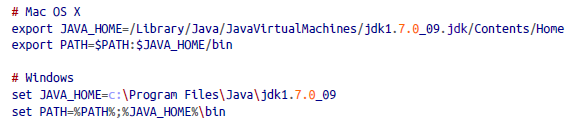 # Mac OS X
export JAVA_HOME=/Library/Java/JavaVirtualMachines/jdk1.7.0_09.jdk/Contents/Home
export PATH=$PATH:$JAVA_HOME/bin
# Windows
set JAVA_HOME=c:\Program Files\Java\jdk1.7.0_09
set PATH=%PATH%;%JAVA_HOME%\bin